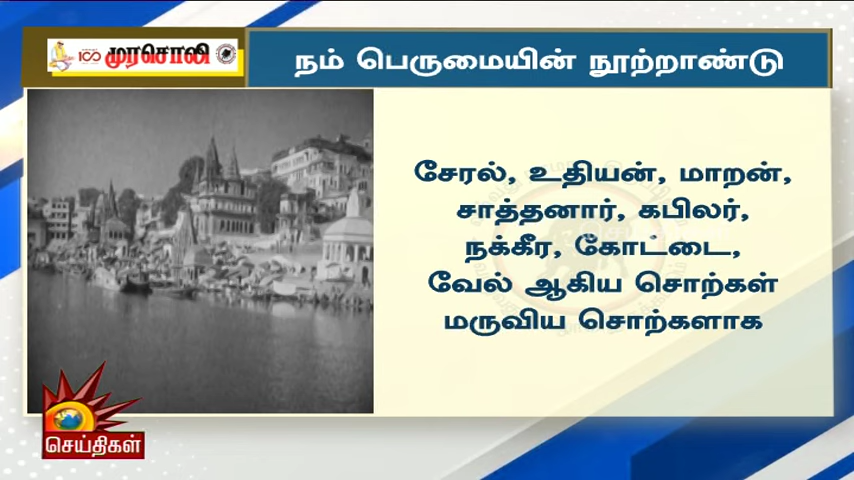 100 முரசொலி
நம் பெருமையின் நூற்றாண்டு
சேரல், உதியன், மாறன்,
சாத்தனார், கபிலர்,
நக்கீர, கோட்டை,
வேல் ஆகிய சொற்கள்
மருவிய சொற்களாக
செய்திகள்